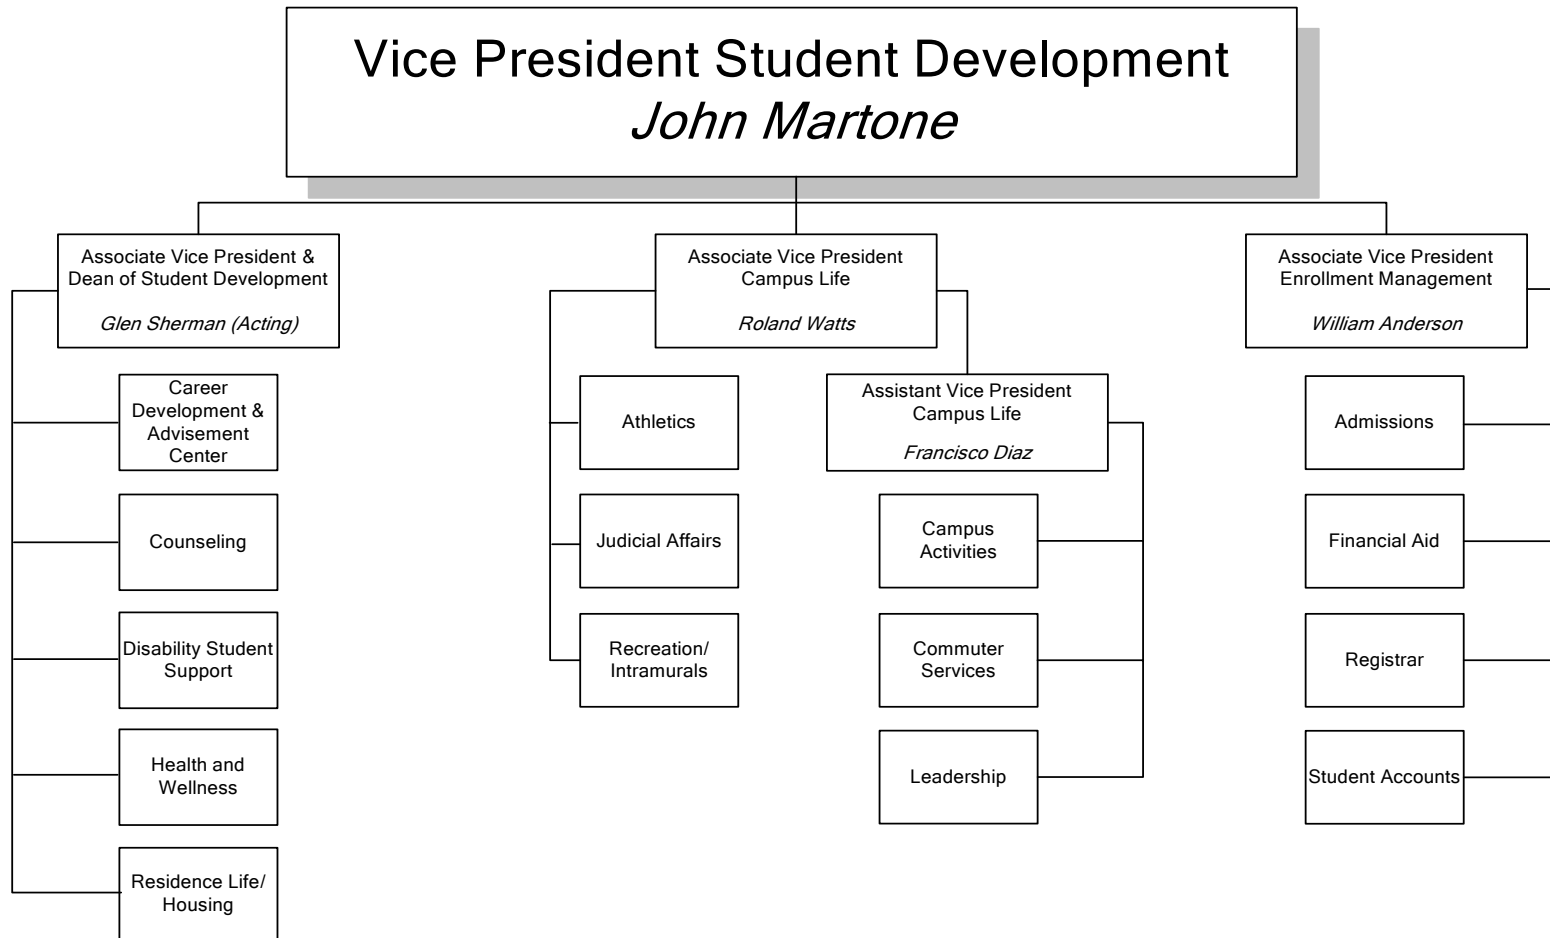 Vice President Student Development
John Martone
Associate Vice President &
Dean of Student Development
Glen Sherman (Acting)
Career
Development &
Advisement
Center
Counseling
Disability Student
Support
Health and
Wellness
Residence Life/
Housing
Associate Vice President
Campus Life
Roland Watts
Athletics
Judicial Affairs
Recreation/
Intramurals
Assistant Vice President
Campus Life
Francisco Diaz
Campus
Activities
Commuter
Services
Leadership
Associate Vice President
Enrollment Management
William Anderson
Admissions
Financial Aid
Registrar
Student Accounts